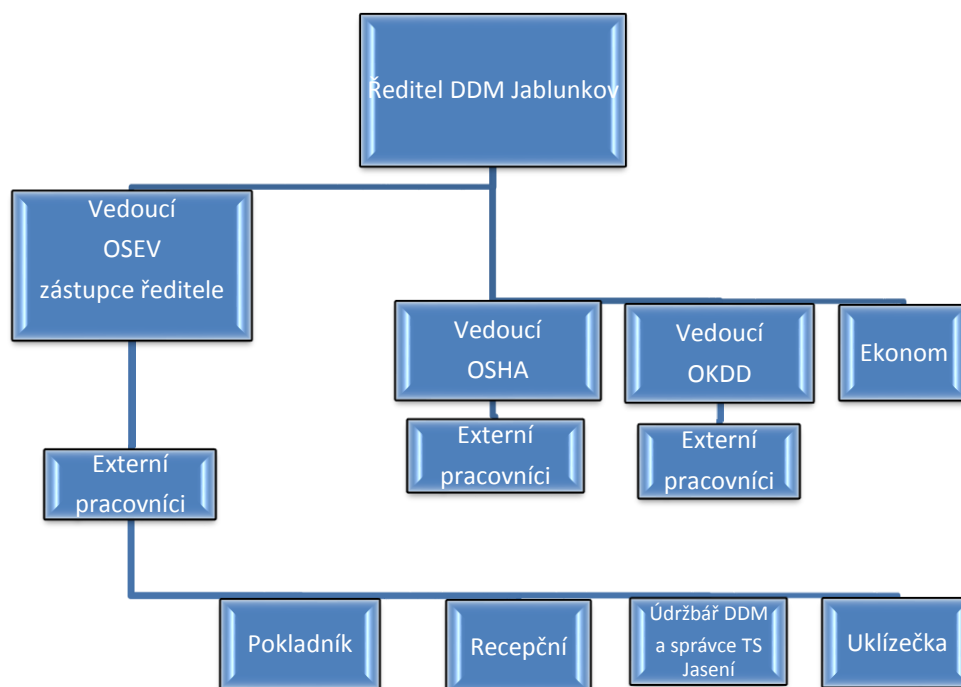 Ředitel DDM Jablunkov
Vedoucí
OSEV
zástupce ředitele
Vedoucí
OSHA
Vedoucí
OKDD
Ekonom
Externí
pracovníci
Externí
pracovníci
Externí
pracovníci
Pokladník
Recepční
Údržbář DDM
a správce TS
Jasení
Uklízečka